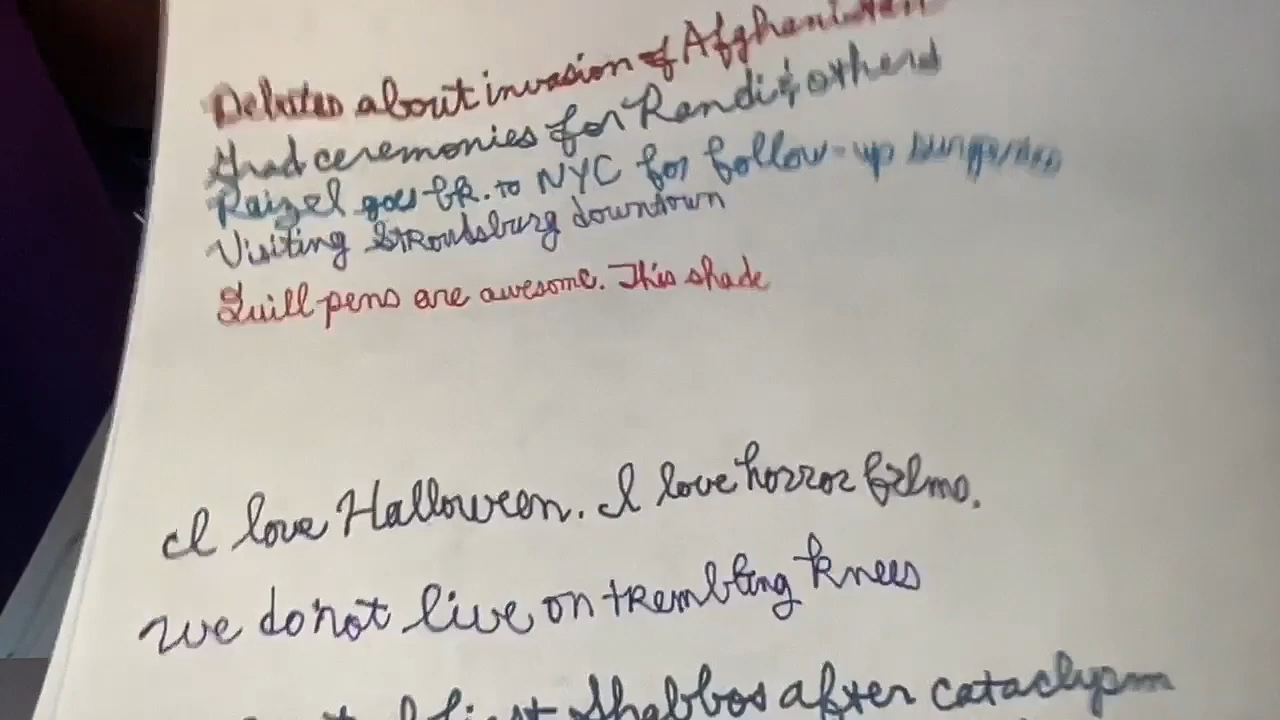 Debates about invasion of Afghanistan
Grad ceremonies for Randi & others
Raizel goes bk. to NYC for follow-up surgeries
Visiting Stroudsburg downtown
Quill pens are awesome. This shade
I love Halloween. I love horror films.
We do not live on trembling knees
first Shabbos after cataclysm